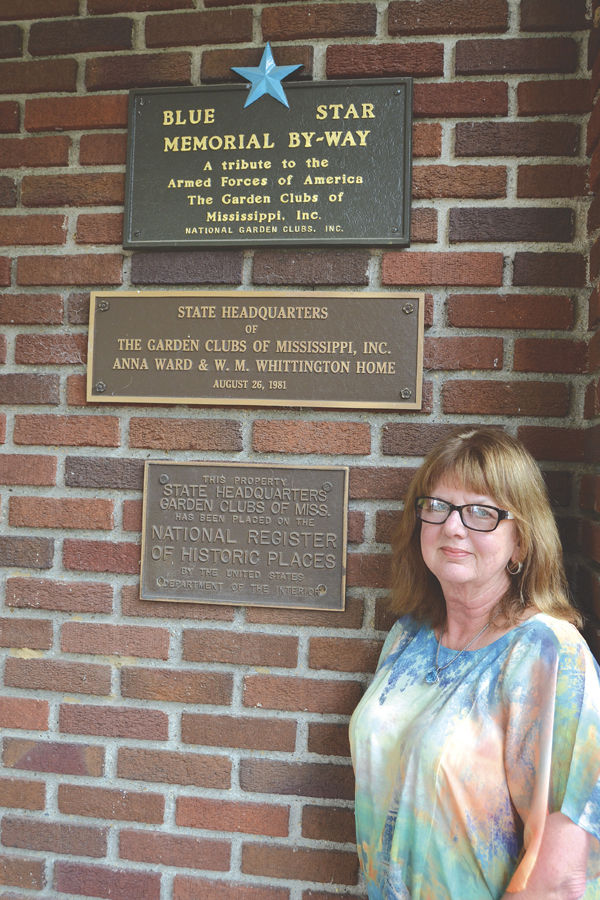 BLUE STAR
MEMORIAL BY-WAY
A tribute to the
Armed Forces of America
The Garden Clubs of
Mississippi, Inc.
NATIONAL GARDEN CLUBS, INC.
STATE HEADQUARTERS
OF
THE GARDEN CLUBS OF MISSISSIPPI, INC.
ANNA WARD & W. M. WHITTINGTON HOME
AUGUST 26, 1981
THIS PROPERTY
STATE HEADQUARTERS
GARDEN CLUBS OF MISS.
HAS BEEN PLACED ON THE
NATIONAL REGISTER
OF HISTORIC PLACES
BY THE UNITED STATES
DEPARTMENT OF THE INTERIOR